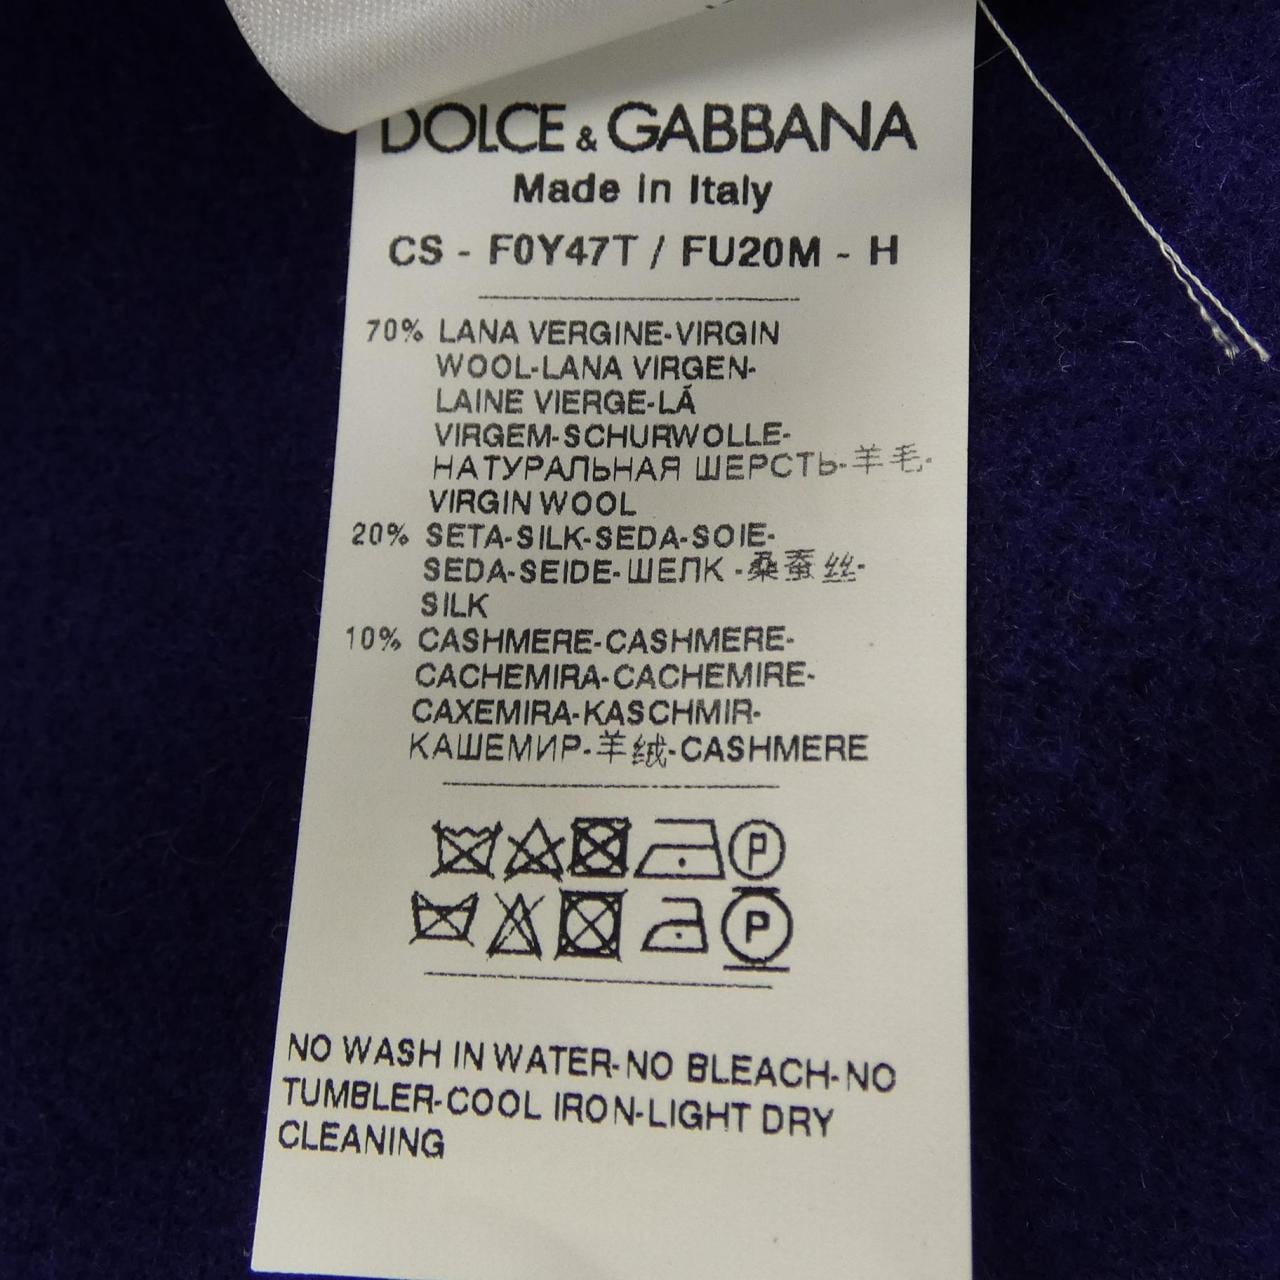 DOLCE & GABBANA
Made in Italy
CS - F0Y47T / FU20M - H
70% LANA VERGINE-VIRGIN
WOOL-LANA VIRGEN-
LAINE VIERGE-LÃ
VIRGEM-SCHURWOLLE-
НАТУРАЛЬНАЯ ШЕРСТЬ-羊毛-
VIRGIN WOOL
20% SETA-SILK-SEDA-SOIE-
SEDA-SEIDE-ШЕЛК-桑蚕丝-
SILK
10% CASHMERE-CASHMERE-
CACHEMIRA-CACHEMIRE-
CAXEMIRA-KASCHMIR-
КАШЕМИР-羊绒-CASHMERE
P
P
NO WASH IN WATER-NO BLEACH-NO
TUMBLER-COOL IRON-LIGHT DRY
CLEANING